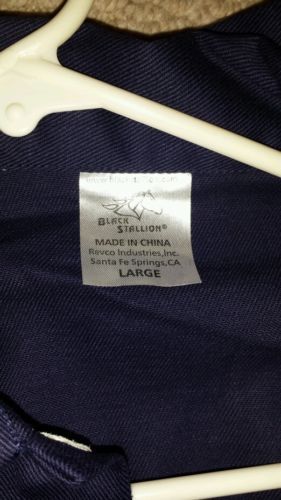 BLACK
STALLION®
MADE IN CHINA
Revco Industries,Inc.
Santa Fe Springs,CA
LARGE